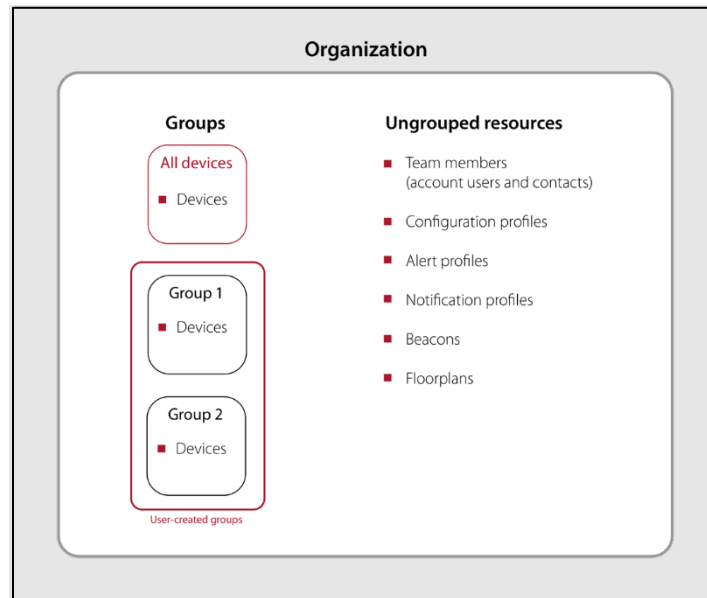 Organization
Groups
All devices
Devices
Group 1
Devices
Group 2
Devices
User-created groups
Ungrouped resources
Team members
(account users and contacts)
Configuration profiles
Alert profiles
Notification profiles
Beacons
Floorplans